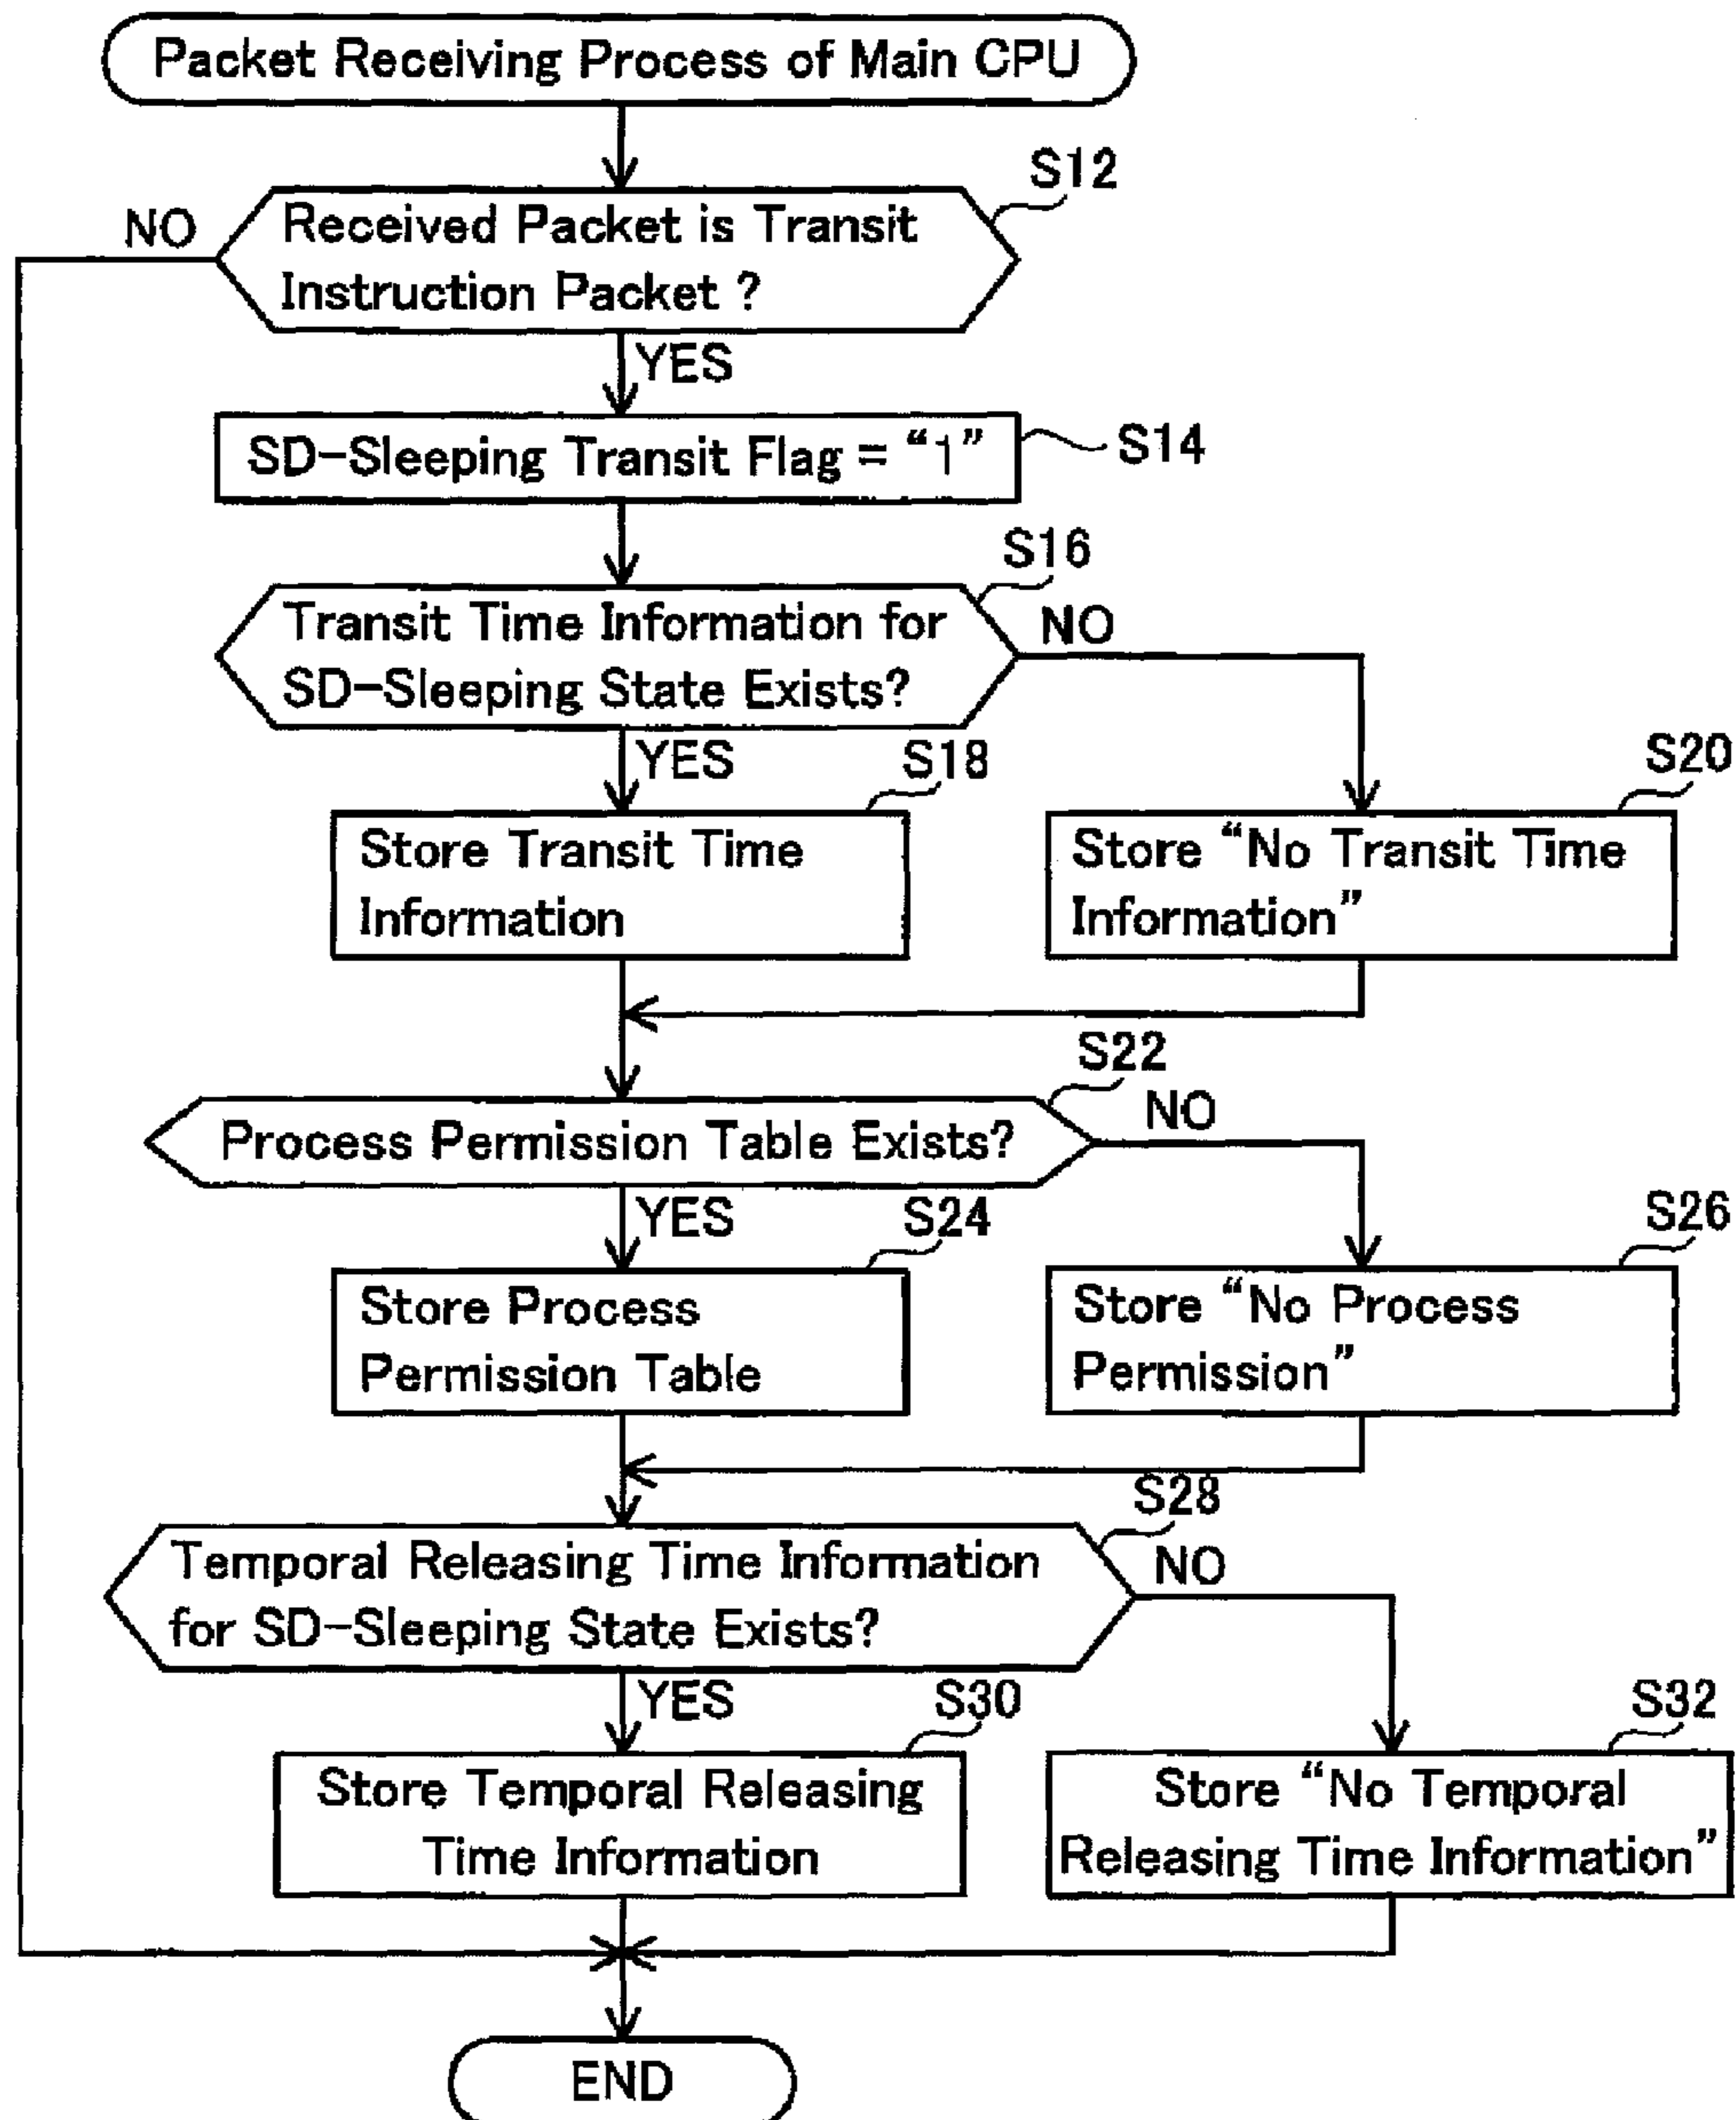 Packet Receiving Process of Main CPU
S12
NO
Received Packet is Transit
Instruction Packet ?
YES
SD-Sleeping Transit Flag = “1”
S14
S16
Transit Time Information for
SD-Sleeping State Exists?
NO
YES
S18
S20
Store Transit Time
Information
Store “No Transit Time
Information”
S22
Process Permission Table Exists?
NO
YES
S24
S26
Store Process
Permission Table
Store “No Process
Permission”
S28
Temporal Releasing Time Information
for SD-Sleeping State Exists?
NO
YES
S30
S32
Store Temporal Releasing
Time Information
Store “No Temporal
Releasing Time Information”
END